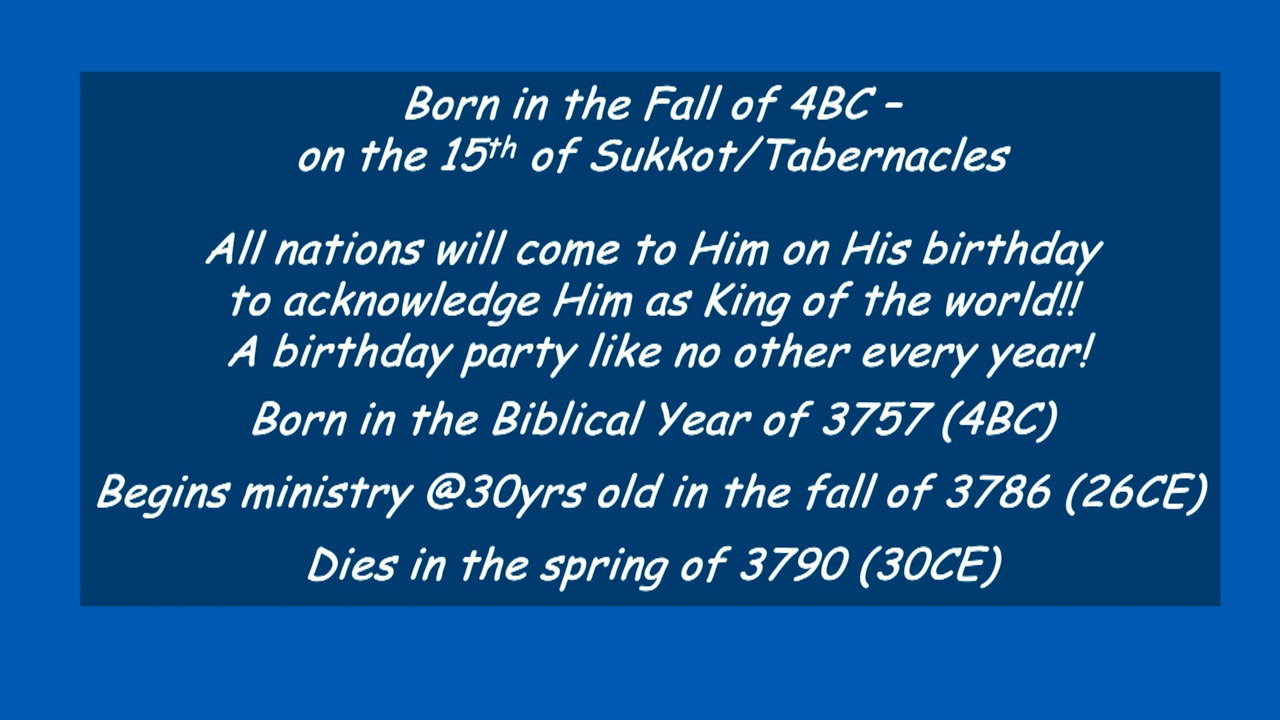 Born in the Fall of 4BC –
on the 15th of Sukkot/Tabernacles
All nations will come to Him on His birthday
to acknowledge Him as King of the world!!
A birthday party like no other every year!
Born in the Biblical Year of 3757 (4BC)
Begins ministry @30yrs old in the fall of 3786 (26CE)
Dies in the spring of 3790 (30CE)